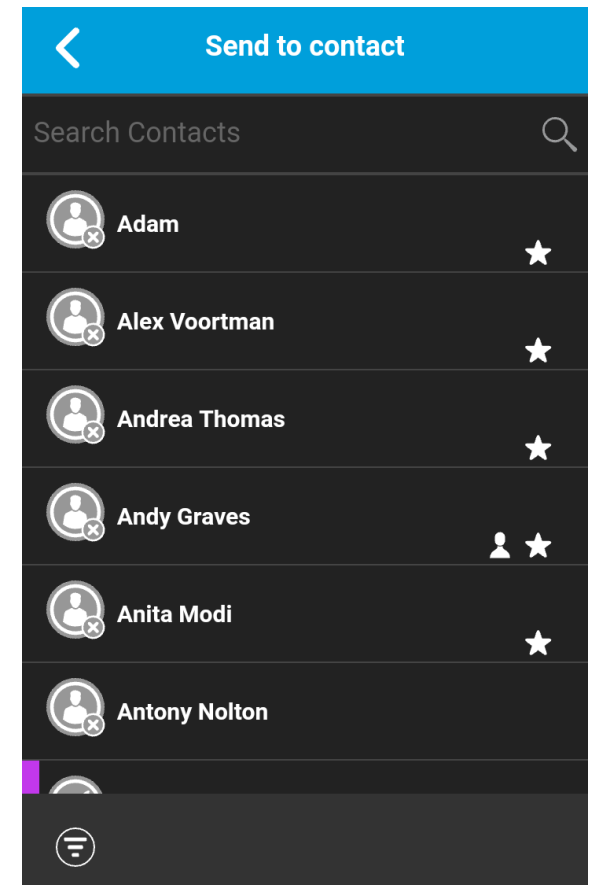 Send to contact
Search Contacts
Adam
Alex Voortman
Andrea Thomas
Andy Graves
Anita Modi
Antony Nolton